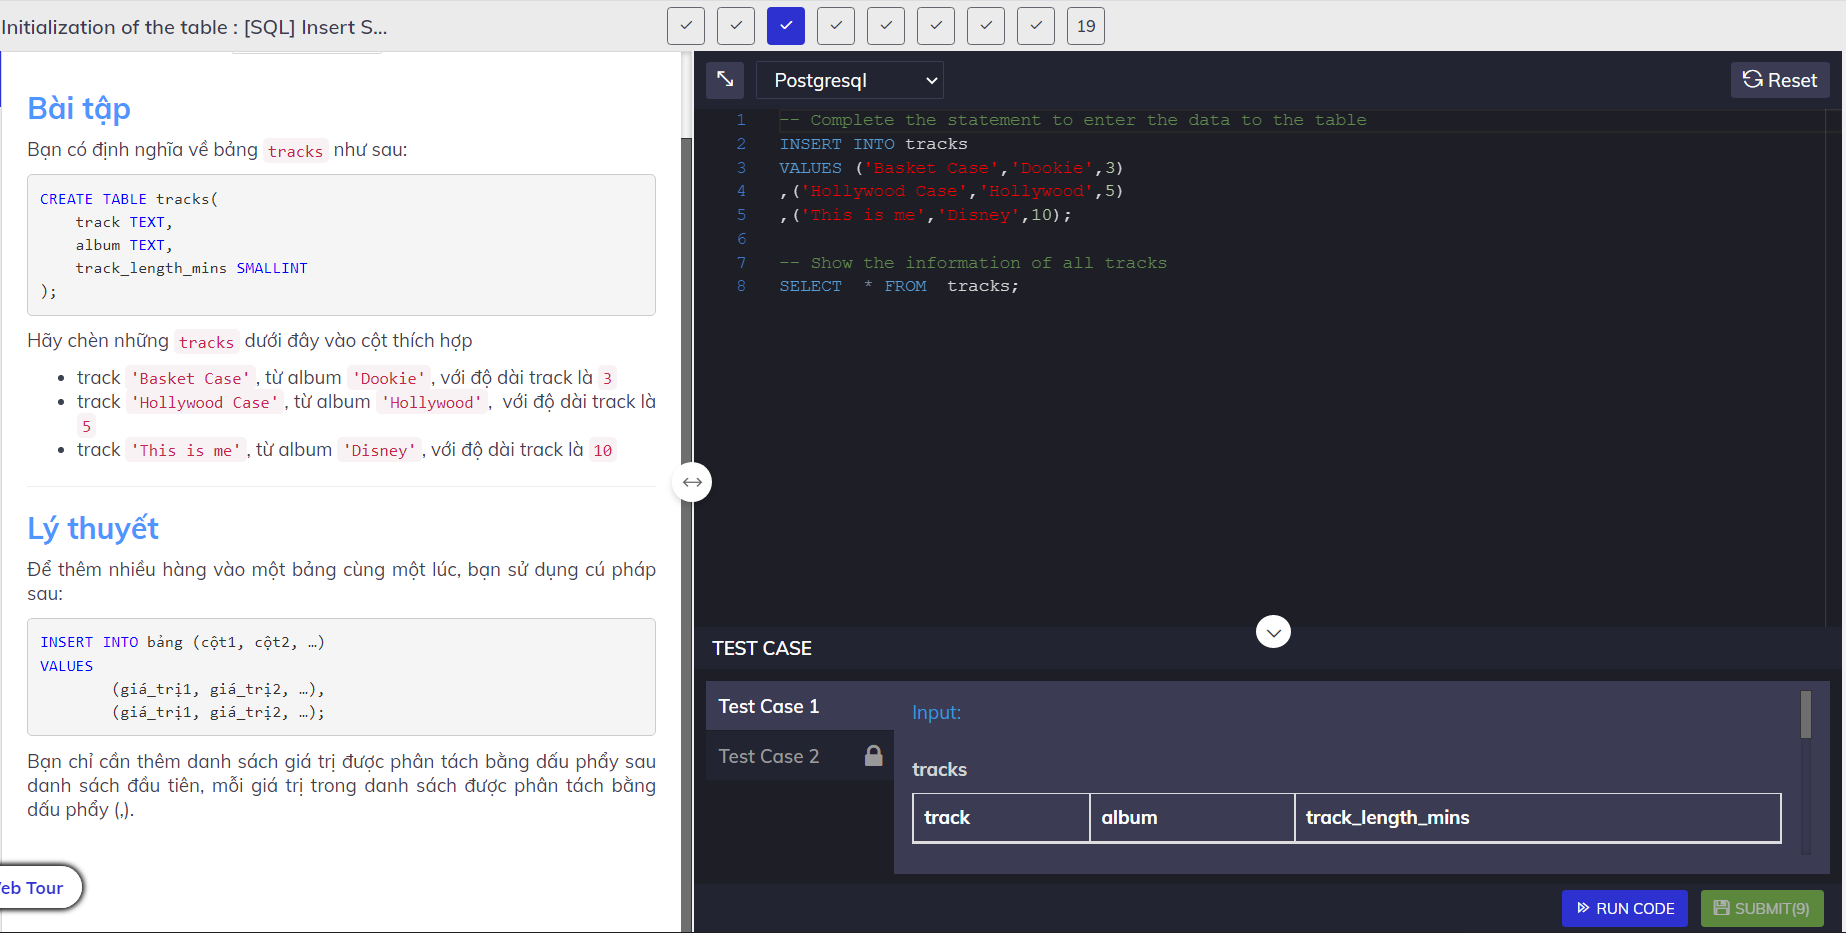 Initialization of the table : [SQL] Insert S...
19
Bài tập
Bạn có định nghĩa về bảng tracks như sau:
CREATE TABLE tracks(
track TEXT,
album TEXT,
track_length_mins SMALLINT
);
Hãy chèn những tracks dưới đây vào cột thích hợp
track 'Basket Case', từ album 'Dookie', với độ dài track là 3
track 'Hollywood Case', từ album 'Hollywood', với độ dài track là
5
track 'This is me', từ album 'Disney', với độ dài track là 10
Lý thuyết
Để thêm nhiều hàng vào một bảng cùng một lúc, bạn sử dụng cú pháp
sau:
INSERT INTO bảng (cột1, cột2, …)
VALUES
(giá_trị1, giá_trị2, …),
(giá_trị1, giá_trị2, …);
Bạn chỉ cần thêm danh sách giá trị được phân tách bằng dấu phẩy sau
danh sách đầu tiên, mỗi giá trị trong danh sách được phân tách bằng
dấu phẩy (,).
eb Tour
Postgresql
Reset
1 -- Complete the statement to enter the data to the table
2 INSERT INTO tracks
3 VALUES ('Basket Case','Dookie',3)
4 ,('Hollywood Case','Hollywood',5)
5 ,('This is me','Disney',10);
6
7 -- Show the information of all tracks
8 SELECT * FROM tracks;
TEST CASE
Test Case 1
Test Case 2
Input:
tracks
track album track_length_mins
RUN CODE
SUBMIT(9)